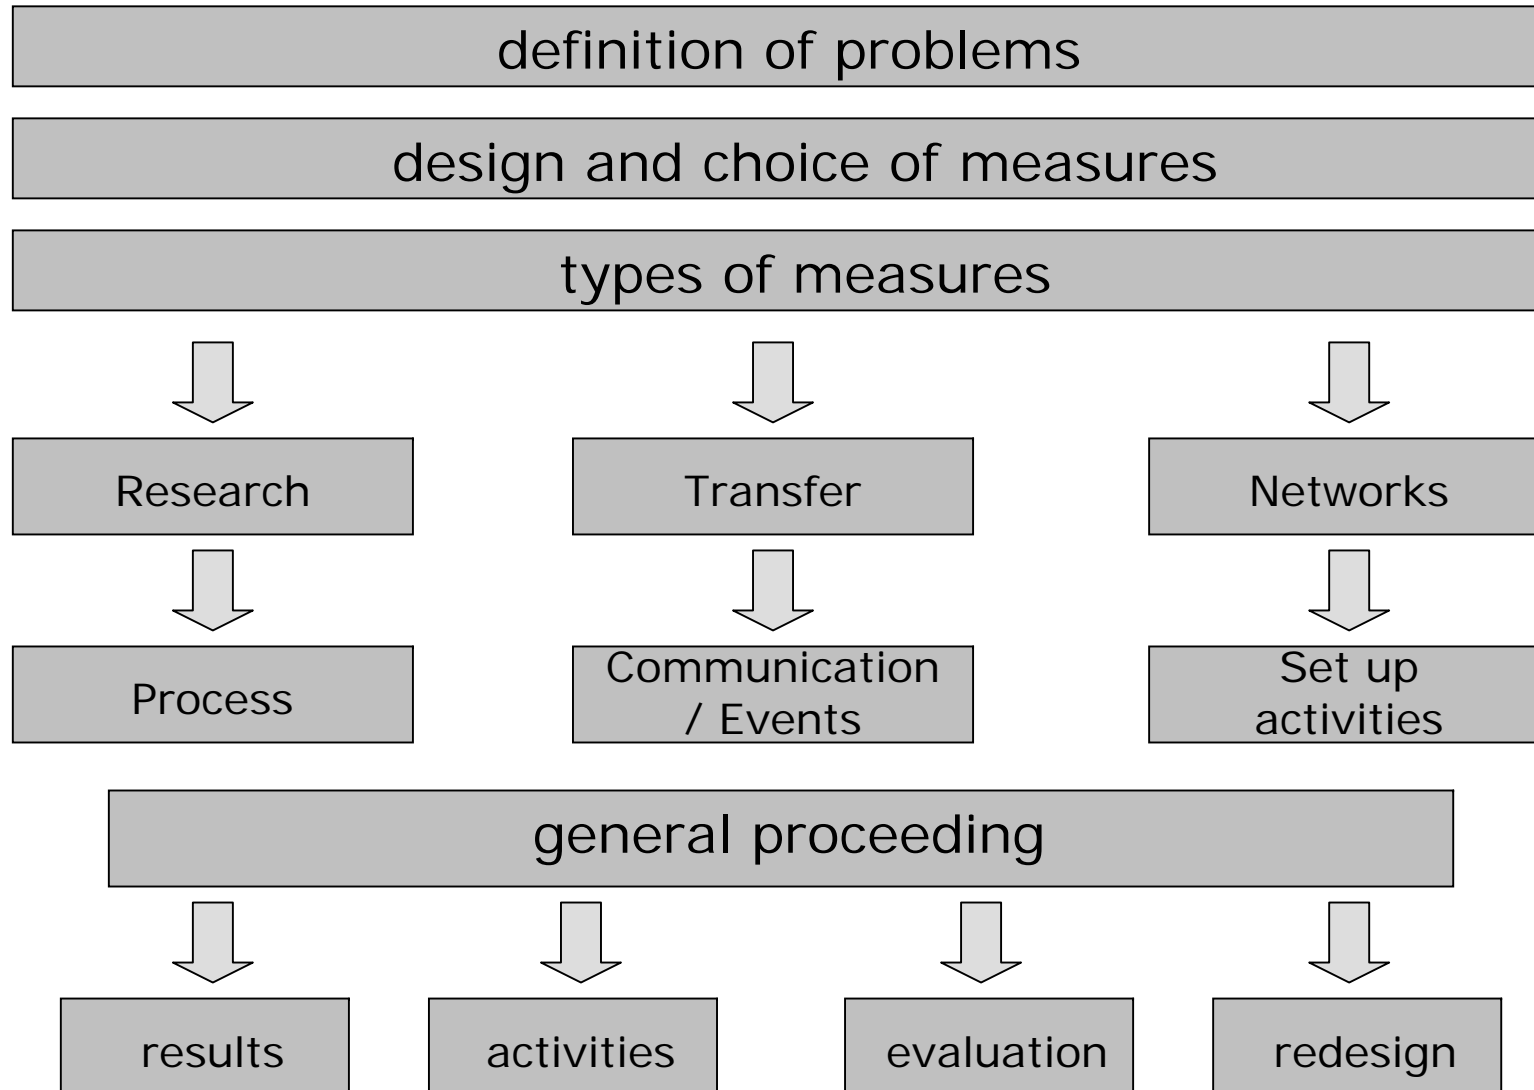 definition of problems
design and choice of measures
types of measures
Research
Transfer
Networks
Process
Communication
/ Events
Set up
activities
general proceeding
results
activities
evaluation
redesign